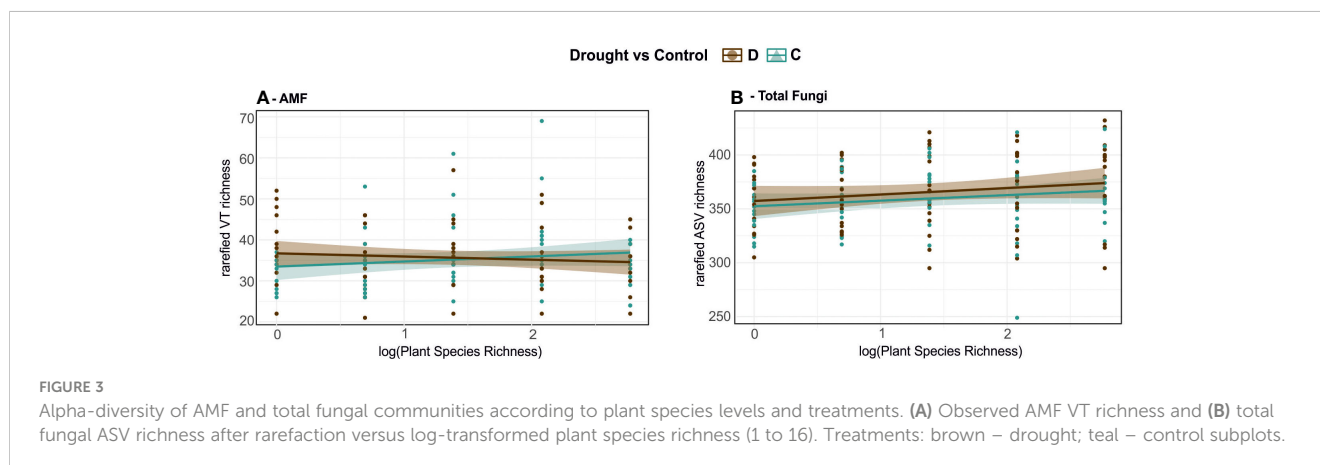 Drought vs Control D C
A - AMF
rarefied VT richness
70
60
50
40
30
20
0 1 2
log(Plant Species Richness)
B - Total Fungi
rarefied ASV richness
400
350
300
250
0 1 2
log(Plant Species Richness)
FIGURE 3
Alpha-diversity of AMF and total fungal communities according to plant species levels and treatments. (A) Observed AMF VT richness and (B) total
fungal ASV richness after rarefaction versus log-transformed plant species richness (1 to 16). Treatments: brown – drought; teal – control subplots.